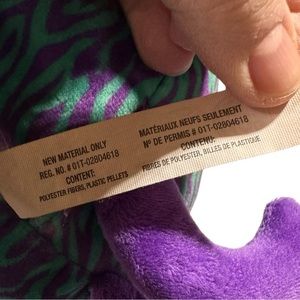 NEW MATERIAL ONLY
REG. NO. # 01T-02804618
CONTENT:
POLYESTER FIBERS, PLASTIC PELLETS
MATÉRIAUX NEUFS SEULEMENT
Nº DE PERMIS # 01T-02804618
CONTENU:
FIBRES DE POLYESTER, BILLES DE PLASTIQUE